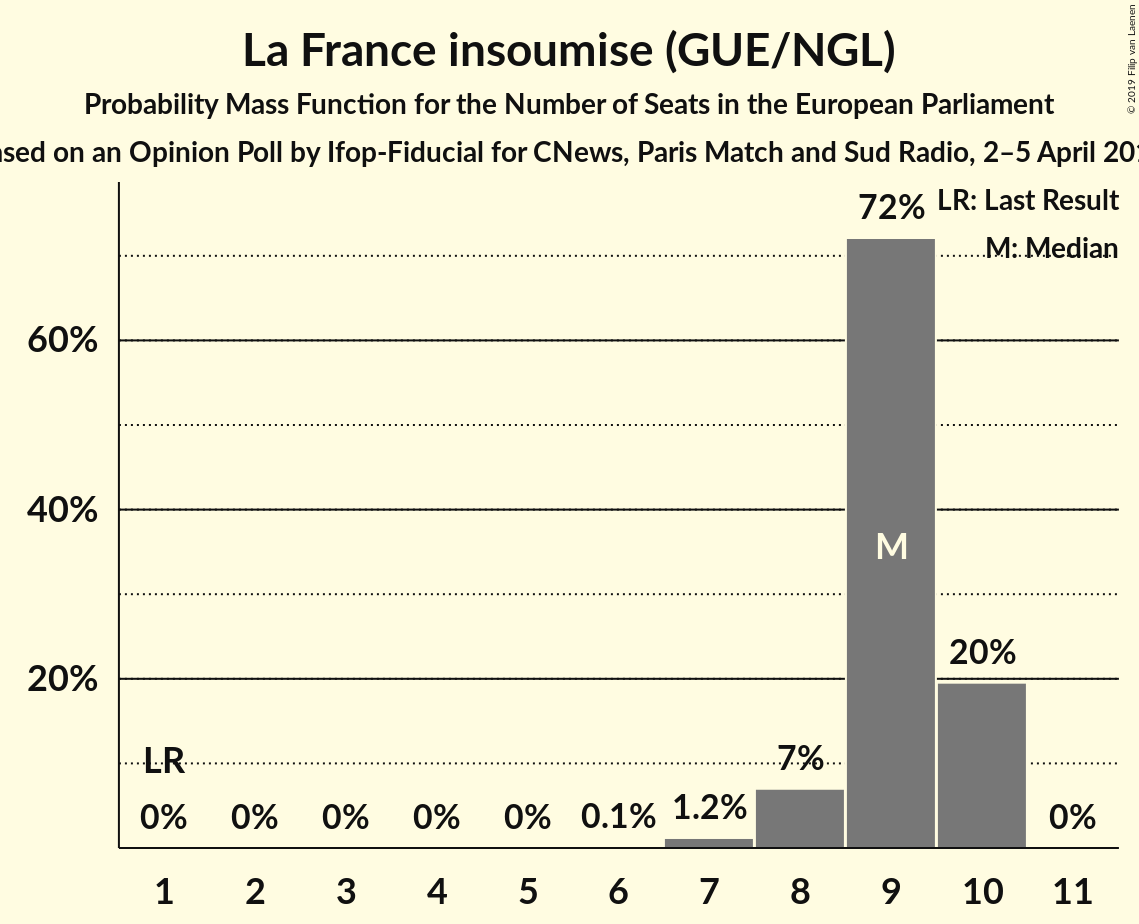 La France insoumise (GUE/NGL)
Probability Mass Function for the Number of Seats in the European Parliament
on an Opinion Poll by Ifop-Fiducial for CNews, Paris Match and Sud Radio, 2–5 April
© 2019 Filip van Laenen
LR: Last Result
M: Median
72%
60%
40%
M
20%
20%
LR
7%
0% 0% 0% 0% 0% 0.1% 1.2% 0%
1 2 3 4 5 6 7 8 9 10 11